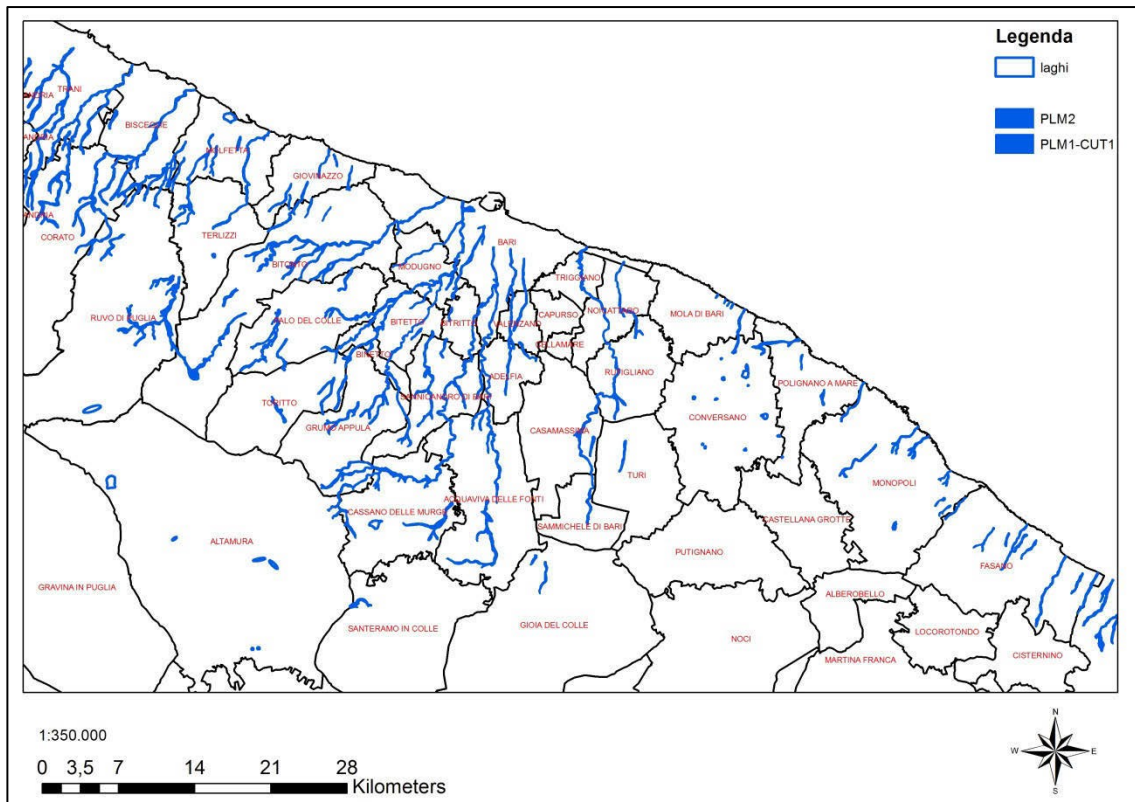 Legenda
laghi
PLM2
PLM1-CUT1
TRANI
BISCEGLIE
MOLFETTA
GIOVINAZZO
CORATO
TERLIZZI
BITONTO
BARI
MODUGNO
TRIGGIANO
CAPURSO
NOICATTARO
MOLA DI BARI
RUVO DI PUGLIA
PALO DEL COLLE
BITETTO
BITRITTO
VALENZANO
CELLAMARE
BINETTO
ADELFIA
RUTIGLIANO
POLIGNANO A MARE
TORITTO
SANNICANDRO DI BARI
CONVERSANO
GRUMO APPULA
CASAMASSIMA
TURI
MONOPOLI
ACQUAVIVA DELLE FONTI
CASSANO DELLE MURGE
SAMMICHELE DI BARI
CASTELLANA GROTTE
ALTAMURA
PUTIGNANO
FASANO
GRAVINA IN PUGLIA
ALBEROBELLO
SANTERAMO IN COLLE
GIOIA DEL COLLE
NOCI
LOCOROTONDO
MARTINA FRANCA
CISTERNINO
1:350.000
0 3,5 7 14 21 28
Kilometers
N
W E
S